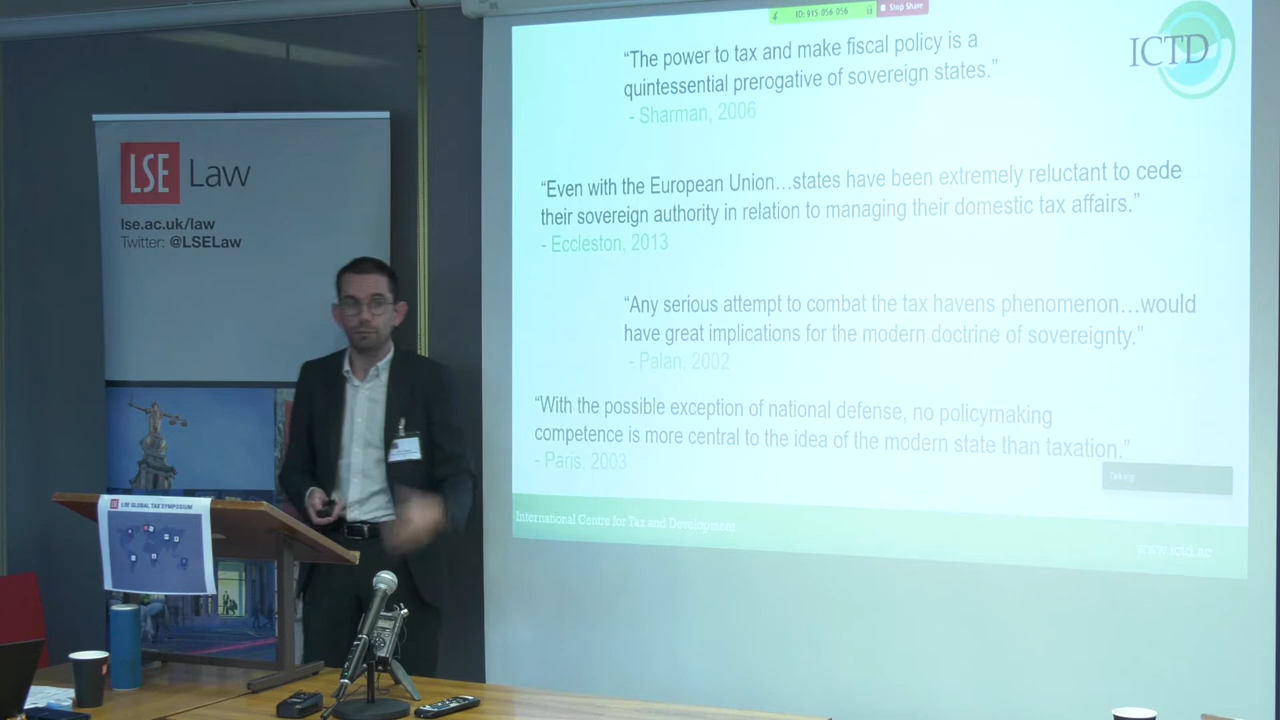 ID: 915-056-056
Stop Share
ICTD
“The power to tax and make fiscal policy is a
quintessential prerogative of sovereign states.”
- Sharman, 2006
“Even with the European Union…states have been extremely reluctant to cede
their sovereign authority in relation to managing their domestic tax affairs.”
- Eccleston, 2013
“Any serious attempt to combat the tax havens phenomenon…would
have great implications for the modern doctrine of sovereignty.”
- Palan, 2002
“With the possible exception of national defense, no policymaking
competence is more central to the idea of the modern state than taxation.”
- Paris, 2003
Talking:
International Centre for Tax and Development
www.ictd.ac
LSE Law
lse.ac.uk/law
Twitter: @LSELaw
LSE GLOBAL TAX SYMPOSIUM